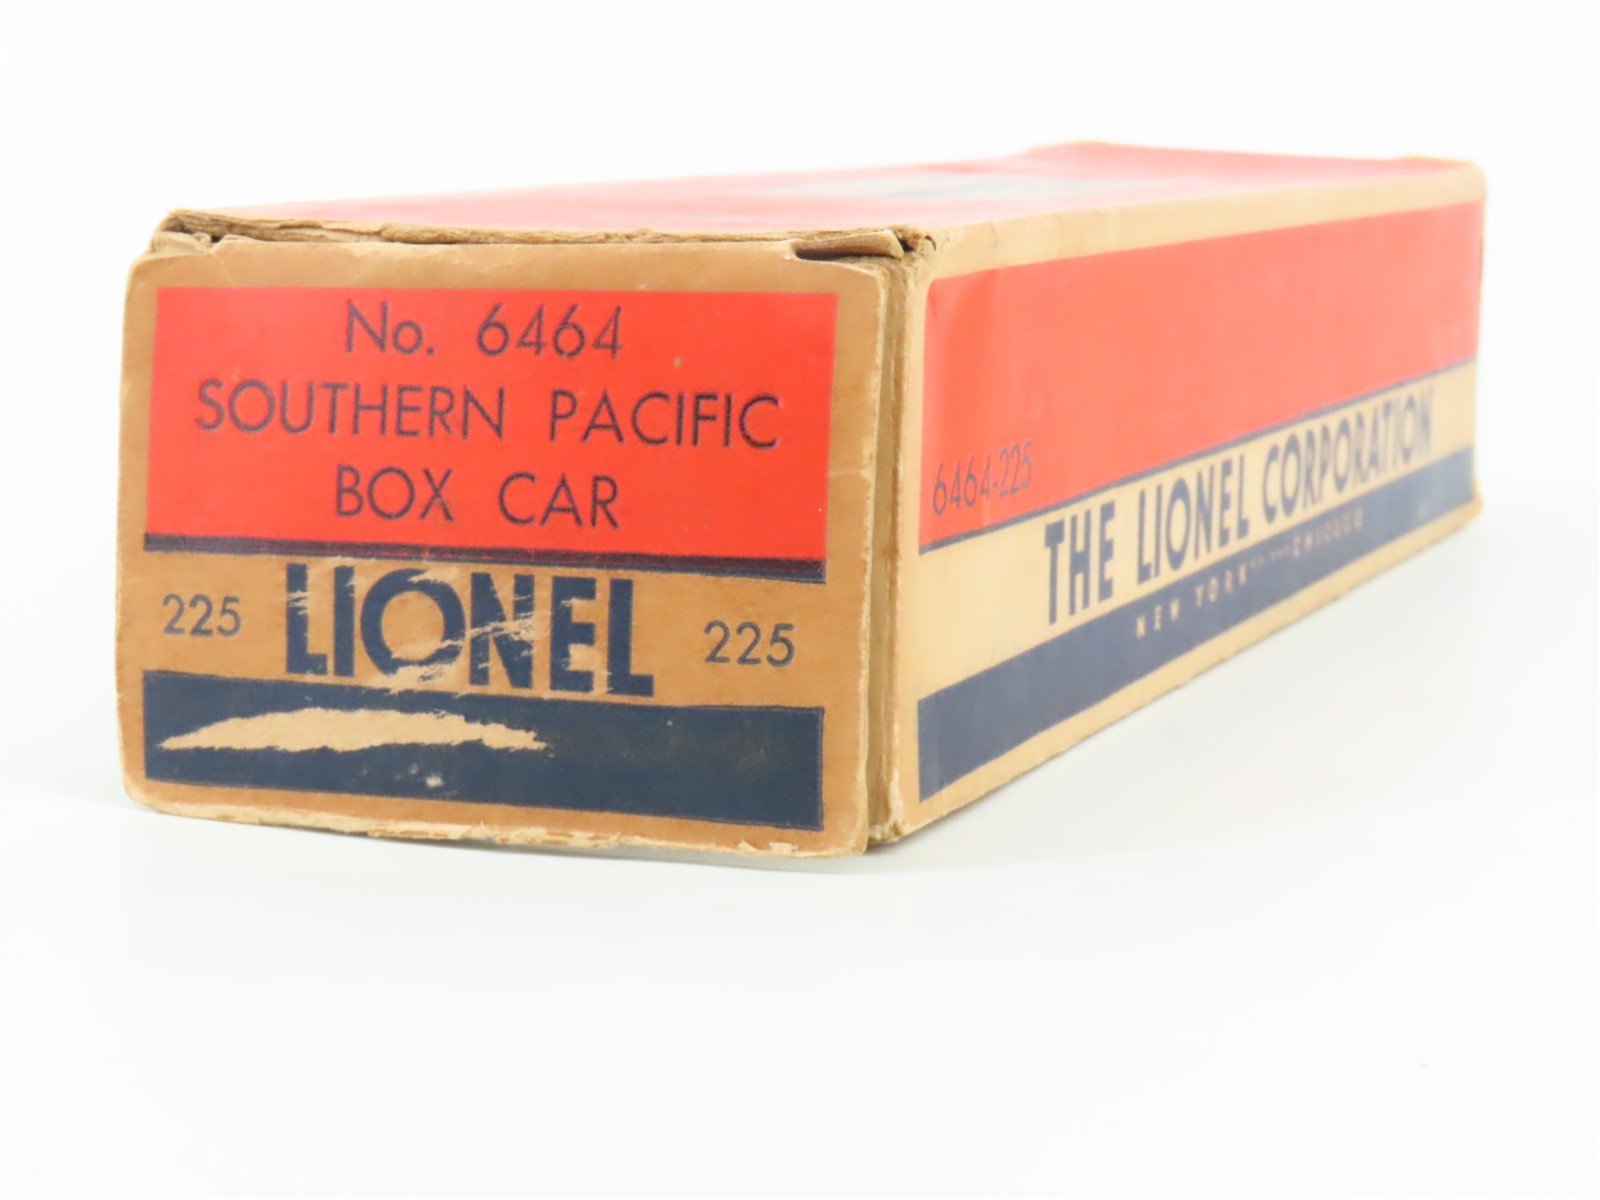 No. 6464
SOUTHERN PACIFIC
BOX CAR
225 LIONEL 225
6464-225
THE LIONEL CORPORATION
NEW YORK CHICAGO